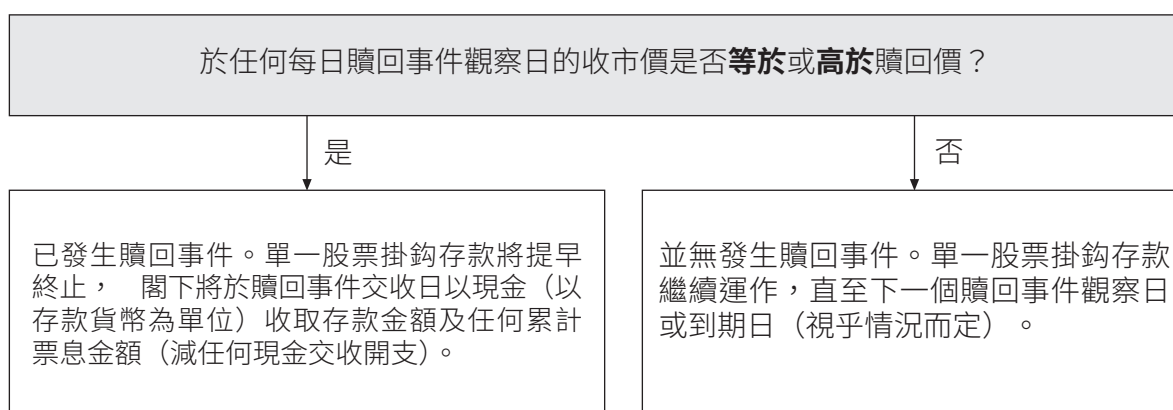 於任何每日贖回事件觀察日的收市價是否等於或高於贖回價？
是
否
已發生贖回事件。單一股票掛鈎存款將提早
終止，　閣下將於贖回事件交收日以現金（以
存款貨幣為單位）收取存款金額及任何累計
票息金額（減任何現金交收開支）。
並無發生贖回事件。單一股票掛鈎存款
繼續運作，直至下一個贖回事件觀察日
或到期日（視乎情況而定）。